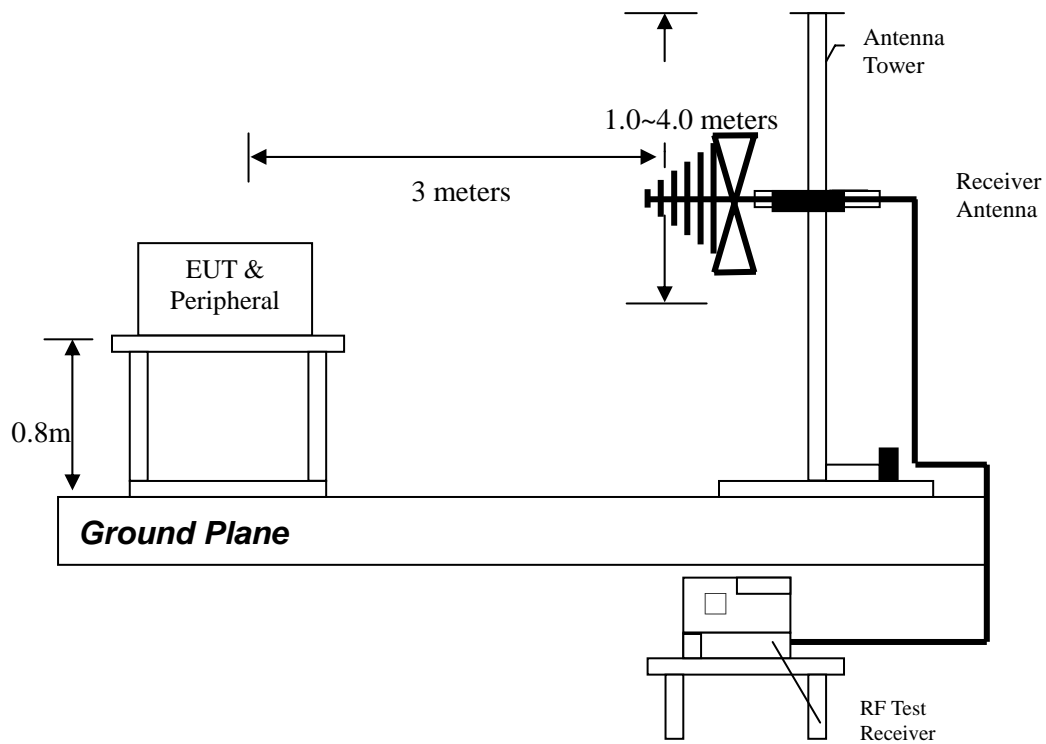 Antenna
Tower
1.0~4.0 meters
3 meters
Receiver
Antenna
EUT &
Peripheral
0.8m
Ground Plane
RF Test
Receiver